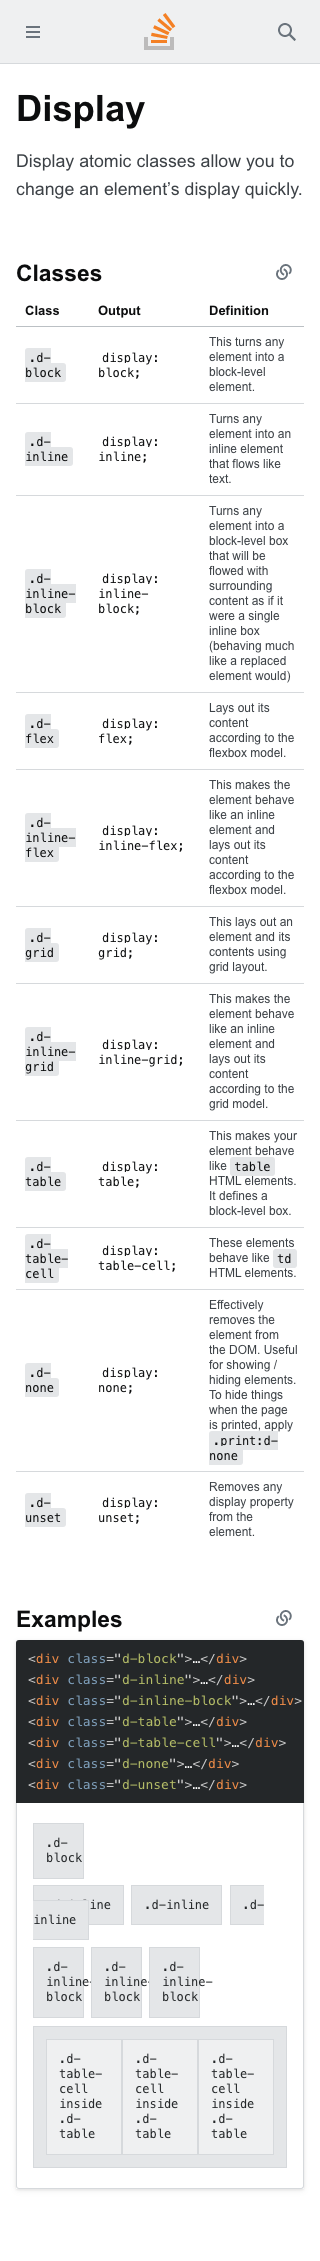 Display
Display atomic classes allow you to
change an element’s display quickly.
Classes
Class Output Definition
.d-
block
display:
block;
This turns any
element into a
block-level
element.
.d-
inline
display:
inline;
Turns any
element into an
inline element
that flows like
text.
.d-
inline-
block
display:
inline-
block;
Turns any
element into a
block-level box
that will be
flowed with
surrounding
content as if it
were a single
inline box
(behaving much
like a replaced
element would)
.d-
flex
display:
flex;
Lays out its
content
according to the
flexbox model.
.d-
inline-
flex
display:
inline-flex;
This makes the
element behave
like an inline
element and
lays out its
content
according to the
flexbox model.
.d-
grid
display:
grid;
This lays out an
element and its
contents using
grid layout.
.d-
inline-
grid
display:
inline-grid;
This makes the
element behave
like an inline
element and
lays out its
content
according to the
grid model.
.d-
table
display:
table;
This makes your
element behave
like table
HTML elements.
It defines a
block-level box.
.d-
table-
cell
display:
table-cell;
These elements
behave like td
HTML elements.
.d-
none
display:
none;
Effectively
removes the
element from
the DOM. Useful
for showing /
hiding elements.
To hide things
when the page
is printed, apply
.print:d-
none
.d-
unset
display:
unset;
Removes any
display property
from the
element.
Examples
<div class="d-block">…</div>
<div class="d-inline">…</div>
<div class="d-inline-block">…</div>
<div class="d-table">…</div>
<div class="d-table-cell">…</div>
<div class="d-none">…</div>
<div class="d-unset">…</div>
.d-
block
line .d-inline .d-
inline
.d-
inline-
block
.d-
inline-
block
.d-
inline-
block
.d-
table-
cell
inside
.d-
table
.d-
table-
cell
inside
.d-
table
.d-
table-
cell
inside
.d-
table